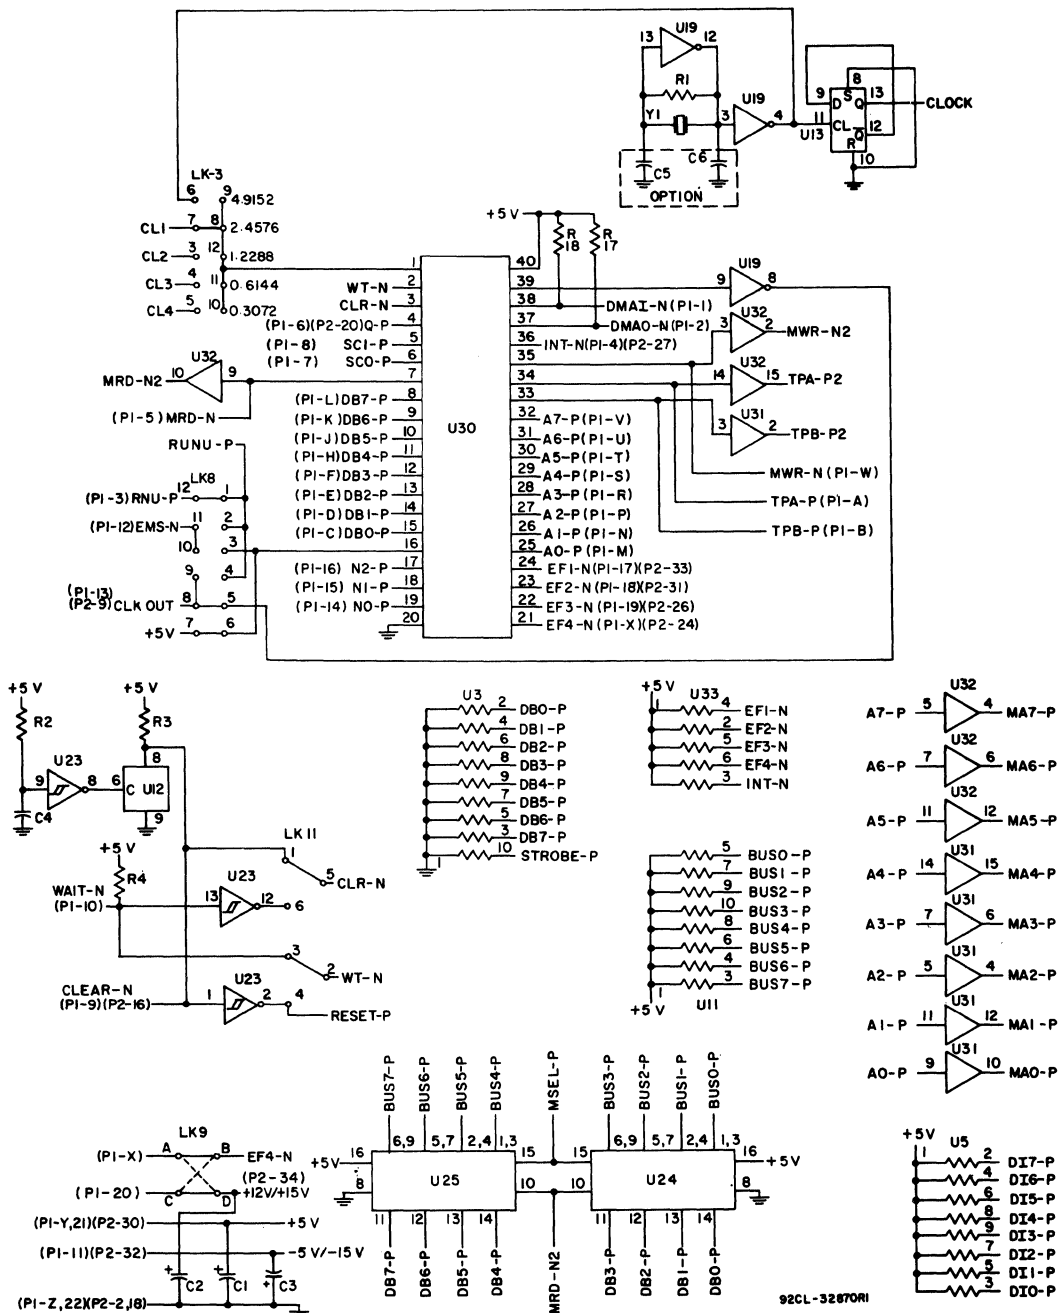 U19
13 12
R1
Y1
C5 C6
OPTION
U19
3 4
8
9 D S Q 13
CLOCK
11 CL Q 12
U13
R
10
LK-3
6 9 4.9152
CL1 7 8 2.4576
CL2 3 12 1.2288
CL3 4 11 0.6144
CL4 5 10 0.3072
+5V
R 18
R 17
1 40
WT-N 2
39 9 U19 8
CLR-N 3
38 DMAI-N(P1-1)
(P1-6)(P2-20)Q-P 4
37 DMAO-N(P1-2)
(P1-8) SC1-P 5
36 INT-N(P1-4)(P2-27)
(P1-7) SC0-P 6
35 3 U32 2 MWR-N2
7
34 14 U32 15 TPA-P2
MRD-N2 10 U32 9
(P1-5) MRD-N
(P1-L)DB7-P 8
33 3 U31 2 TPB-P2
U30
(P1-K)DB6-P 9
32 A7-P(P1-V)
(P1-J)DB5-P 10
31 A6-P(P1-U)
(P1-H)DB4-P 11
30 A5-P(P1-T)
(P1-F)DB3-P 12
29 A4-P(P1-S)
(P1-E)DB2-P 13
28 A3-P(P1-R)
(P1-D)DB1-P 14
27 A2-P(P1-P)
(P1-C)DB0-P 15
26 A1-P(P1-N)
16
25 A0-P(P1-M)
(P1-16) N2-P 17
24 EF1-N(P1-17)(P2-33)
(P1-15) N1-P 18
23 EF2-N(P1-18)(P2-31)
(P1-14) N0-P 19
22 EF3-N(P1-19)(P2-26)
20
21 EF4-N(P1-X)(P2-24)
MWR-N(P1-W)
TPA-P(P1-A)
TPB-P(P1-B)
RUNU-P
LK8
(P1-3)RNU-P 12 1
(P1-12)EMS-N 11 2
10 3
9 4
(P1-13)
(P2-9)CLK OUT 8 5
+5V 7 6
+5V
R2
+5V
R3
U23
9 8
C4
8
6 C U12
9
+5V
R4
WAIT-N
(P1-10)
U23
13 12 6
LK11
1
5 CLR-N
3
2 WT-N
CLEAR-N
(P1-9)(P2-16)
U23
1 2 4
RESET-P
U3
2 DB0-P
4 DB1-P
6 DB2-P
8 DB3-P
9 DB4-P
7 DB5-P
5 DB6-P
3 DB7-P
1 10 STROBE-P
+5V
1 U33
4 EF1-N
2 EF2-N
5 EF3-N
6 EF4-N
3 INT-N
5 BUS0-P
7 BUS1-P
9 BUS2-P
10 BUS3-P
8 BUS4-P
6 BUS5-P
4 BUS6-P
3 BUS7-P
1
+5V
U11
A7-P 5 U32 4 MA7-P
A6-P 7 U32 6 MA6-P
A5-P 11 U32 12 MA5-P
A4-P 14 U31 15 MA4-P
A3-P 7 U31 6 MA3-P
A2-P 5 U31 4 MA2-P
A1-P 11 U31 12 MA1-P
A0-P 9 U31 10 MA0-P
LK9
(P1-X) A B EF4-N
(P2-34)
(P1-20) C D +12V/+15V
(P1-Y,21)(P2-30) +5V
(P1-11)(P2-32) -5V/-15V
+ C2 + C1 + C3
(P1-Z,22)(P2-2,18)
BUS7-P BUS6-P BUS5-P BUS4-P MSEL-P BUS3-P BUS2-P BUS1-P BUS0-P
6,9 5,7 2,4 1,3
6,9 5,7 2,4 1,3
+5V 16 15
15 16 +5V
U25
U24
8 10
10 8
11 12 13 14
11 12 13 14
DB7-P DB6-P DB5-P DB4-P MRD-N2 DB3-P DB2-P DB1-P DB0-P
+5V
1 U5
2 DI7-P
4 DI6-P
6 DI5-P
8 DI4-P
9 DI3-P
7 DI2-P
5 DI1-P
3 DI0-P
92CL-32870R1